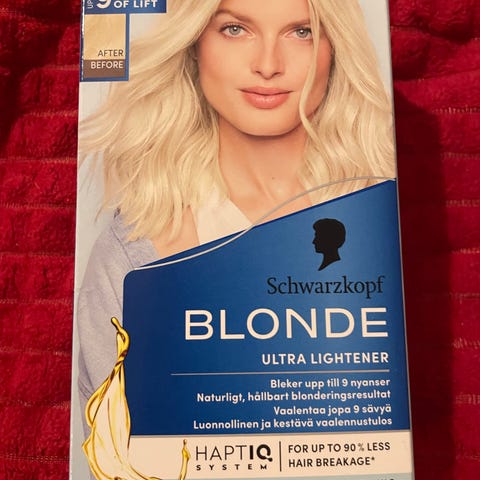 UP 9
OF LIFT
AFTER
BEFORE
Schwarzkopf
BLONDE
ULTRA LIGHTENER
Bleker upp till 9 nyanser
Naturligt, hållbart blonderingsresultat
Vaalentaa jopa 9 sävyä
Luonnollinen ja kestävä vaalennustulos
HAPTIQ
SYSTEM
FOR UP TO 90% LESS
HAIR BREAKAGE*